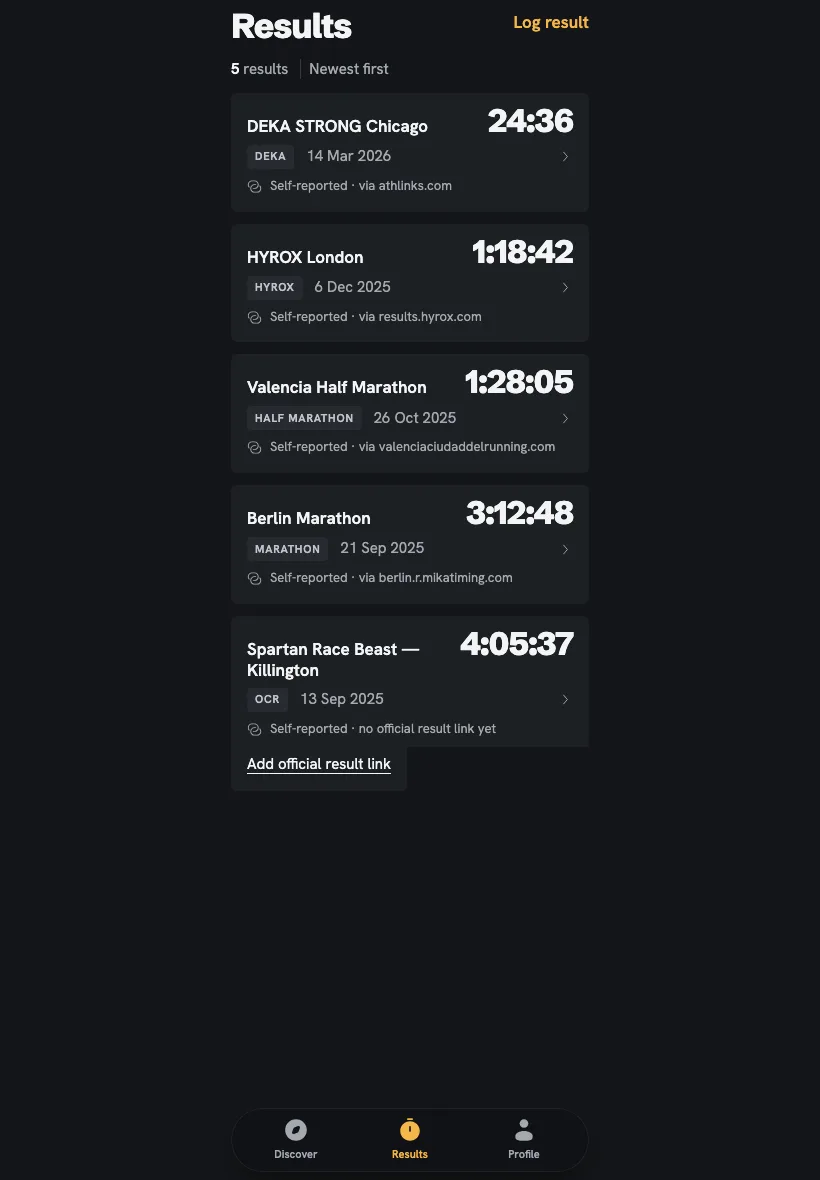 Results
Log result
5 results
Newest first
DEKA STRONG Chicago
24:36
DEKA
14 Mar 2026
Self-reported · via athlinks.com
HYROX London
1:18:42
HYROX
6 Dec 2025
Self-reported · via results.hyrox.com
Valencia Half Marathon
1:28:05
HALF MARATHON
26 Oct 2025
Self-reported · via valenciaciudaddelrunning.com
Berlin Marathon
3:12:48
MARATHON
21 Sep 2025
Self-reported · via berlin.r.mikatiming.com
Spartan Race Beast —
Killington
4:05:37
OCR
13 Sep 2025
Self-reported · no official result link yet
Add official result link
Discover
Results
Profile